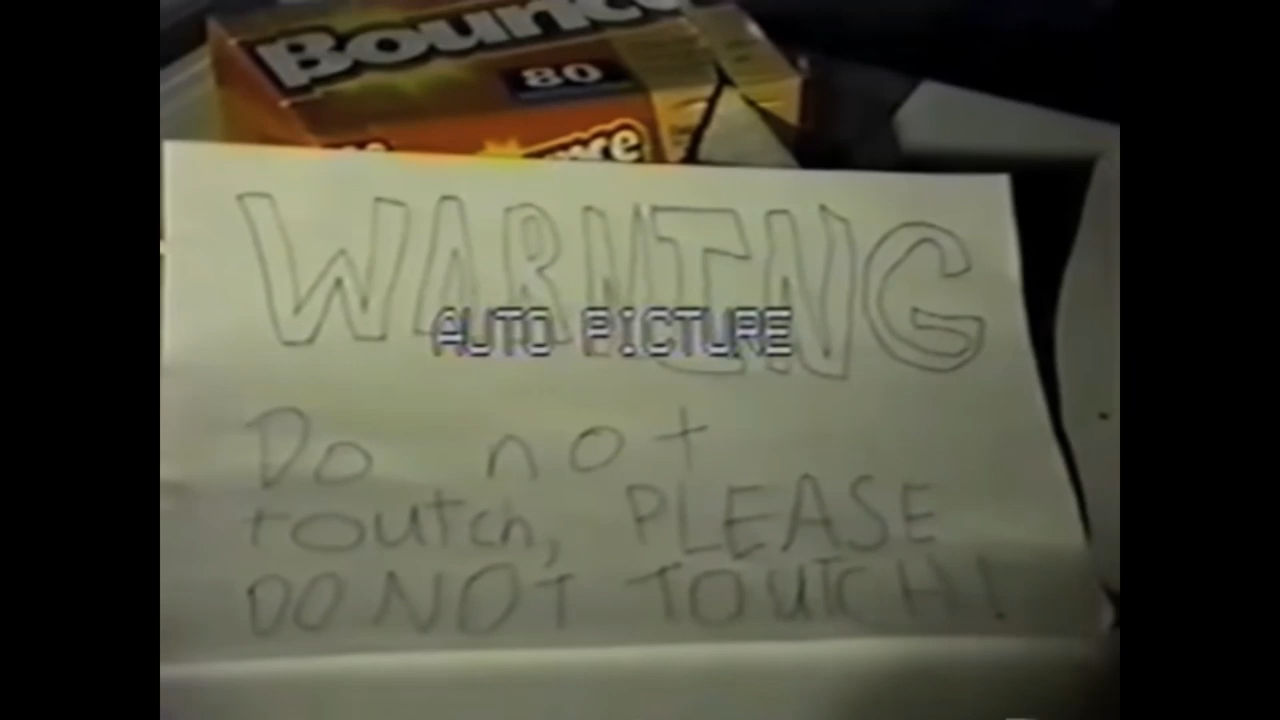 Bounce
80
WARNING
AUTO PICTURE
Do not
toutch, PLEASE
DO NOT TOUTCH!